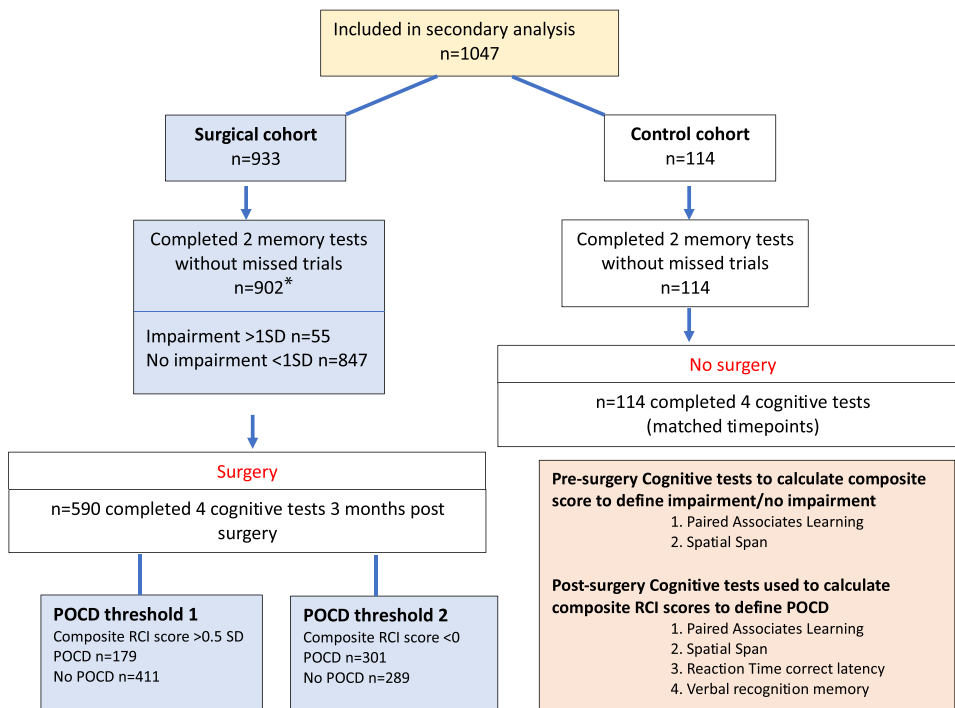 Included in secondary analysis
n=1047
Surgical cohort
n=933
Control cohort
n=114
Completed 2 memory tests
without missed trials
n=902*
Impairment >1SD n=55
No impairment <1SD n=847
Completed 2 memory tests
without missed trials
n=114
No surgery
n=114 completed 4 cognitive tests
(matched timepoints)
Surgery
n=590 completed 4 cognitive tests 3 months post
surgery
POCD threshold 1
Composite RCI score >0.5 SD
POCD n=179
No POCD n=411
POCD threshold 2
Composite RCI score <0
POCD n=301
No POCD n=289
Pre-surgery Cognitive tests to calculate composite
score to define impairment/no impairment
1. Paired Associates Learning
2. Spatial Span
Post-surgery Cognitive tests used to calculate
composite RCI scores to define POCD
1. Paired Associates Learning
2. Spatial Span
3. Reaction Time correct latency
4. Verbal recognition memory